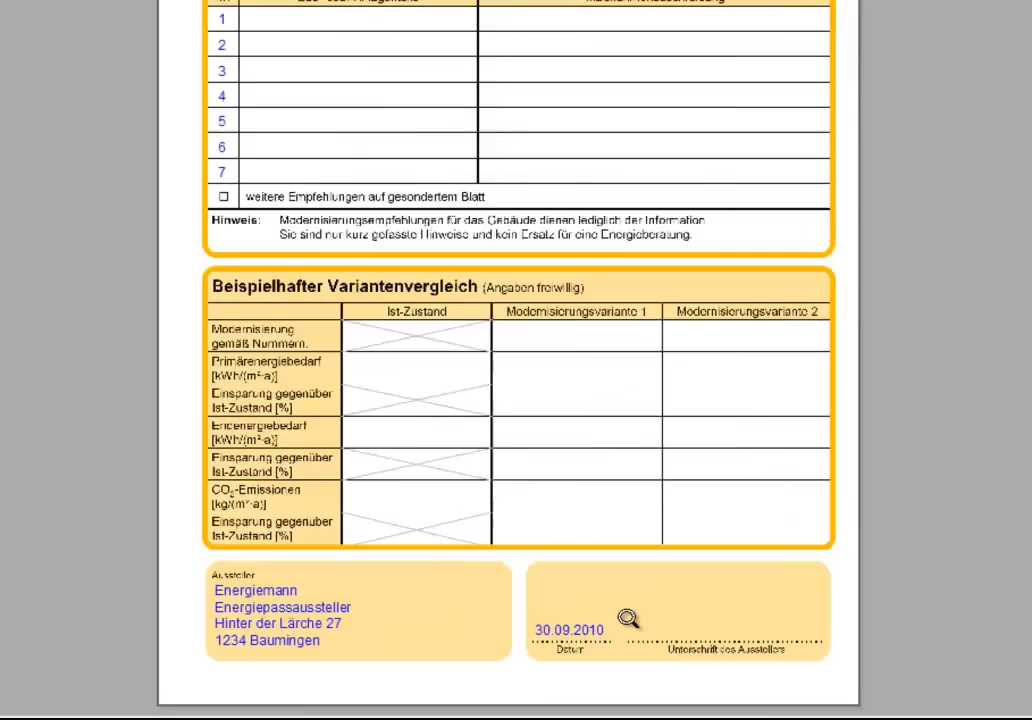 1
2
3
4
5
6
7
weitere Empfehlungen auf gesondertem Blatt
Hinweis: Modernisierungsempfehlungen für das Gebäude dienen lediglich der Information
Sie sind nur kurz gefasste Hinweise und kein Ersatz für eine Energieberatung.
Beispielhafter Variantenvergleich (Angaben freiwillig)
Ist-Zustand Modernisierungsvariante 1 Modernisierungsvariante 2
Modernisierung
gemäß Nummern.
Primärenergiebedarf
[kWh/(m²·a)]
Einsparung gegenüber
Ist-Zustand [%]
Endenergiebedarf
[kWh/(m²·a)]
Einsparung gegenüber
Ist-Zustand [%]
CO₂-Emissionen
[kg/(m²·a)]
Einsparung gegenüber
Ist-Zustand [%]
Aussteller
Energiemann
Energiepassaussteller
Hinter der Lärche 27
1234 Baumingen
30.09.2010
Datum Unterschrift des Ausstellers